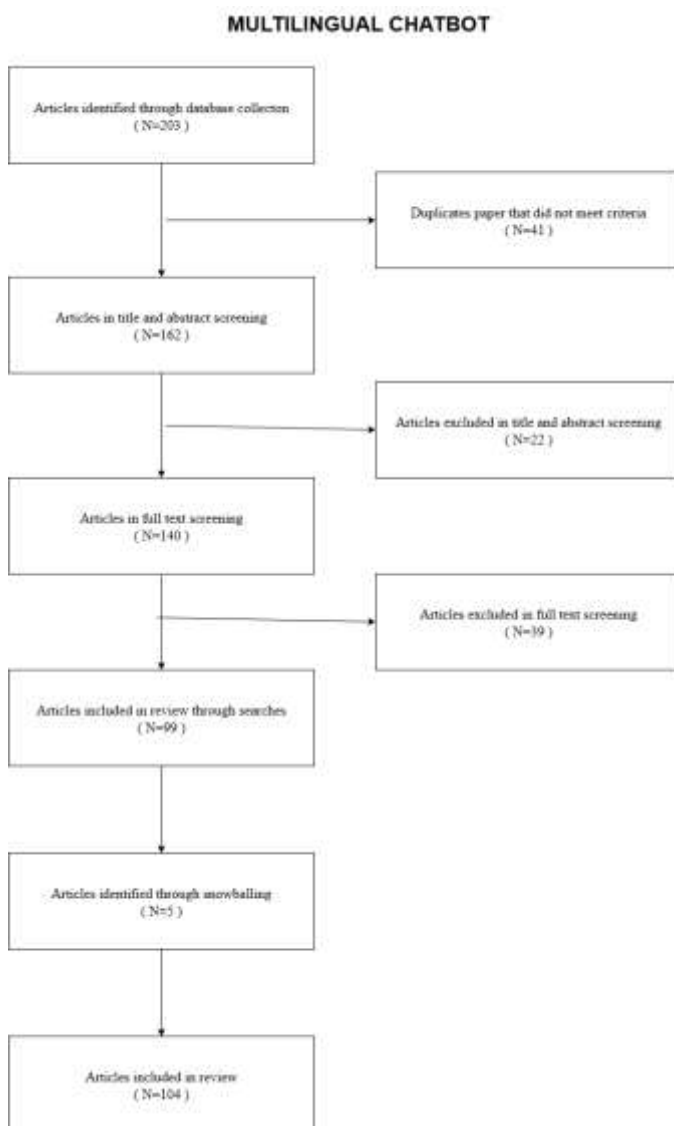 MULTILINGUAL CHATBOT
Articles identified through database collecton
( N=203 )
Duplicates paper that did not meet criteria
( N=41 )
Articles in title and abstract screening
( N=162 )
Articles excluded in title and abstract screening
( N=22 )
Articles in full text screening
( N=140 )
Articles excluded in full text screening
( N=39 )
Articles included in review through searches
( N=99 )
Articles identified through snowballing
( N=5 )
Articles included in review
( N=104 )